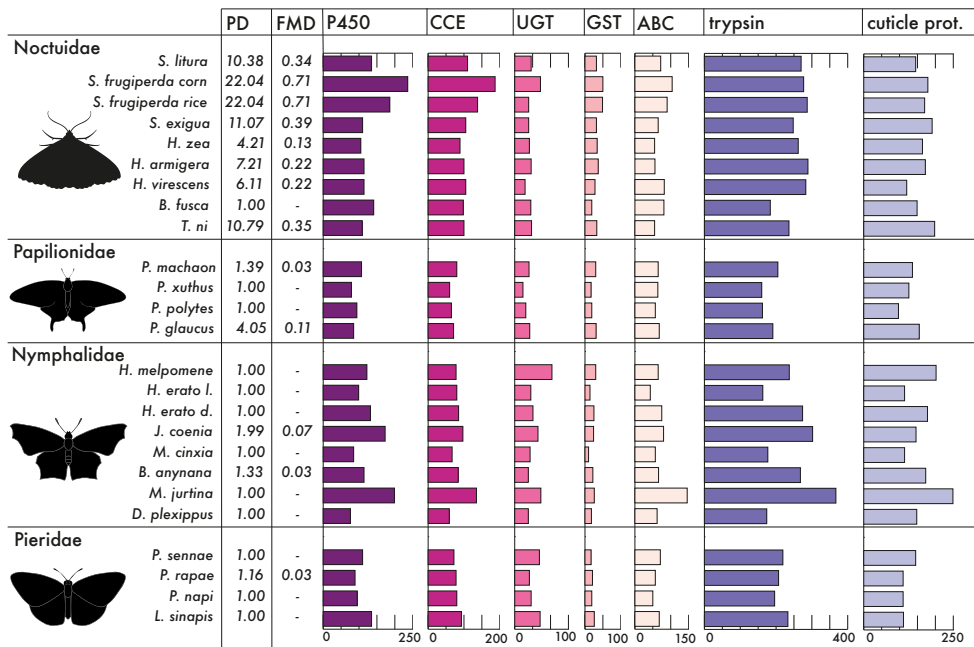 PD FMD P450 CCE UGT GST ABC trypsin cuticle prot.
Noctuidae
S. litura 10.38 0.34
S. frugiperda corn 22.04 0.71
S. frugiperda rice 22.04 0.71
S. exigua 11.07 0.39
H. zea 4.21 0.13
H. armigera 7.21 0.22
H. virescens 6.11 0.22
B. fusca 1.00 -
T. ni 10.79 0.35
Papilionidae
P. machaon 1.39 0.03
P. xuthus 1.00 -
P. polytes 1.00 -
P. glaucus 4.05 0.11
Nymphalidae
H. melpomene 1.00 -
H. erato l. 1.00 -
H. erato d. 1.00 -
J. coenia 1.99 0.07
M. cinxia 1.00 -
B. anynana 1.33 0.03
M. jurtina 1.00 -
D. plexippus 1.00 -
Pieridae
P. sennae 1.00 -
P. rapae 1.16 0.03
P. napi 1.00 -
L. sinapis 1.00 -
0 250 0 200 0 100 0 100 0 150 0 400 0 250